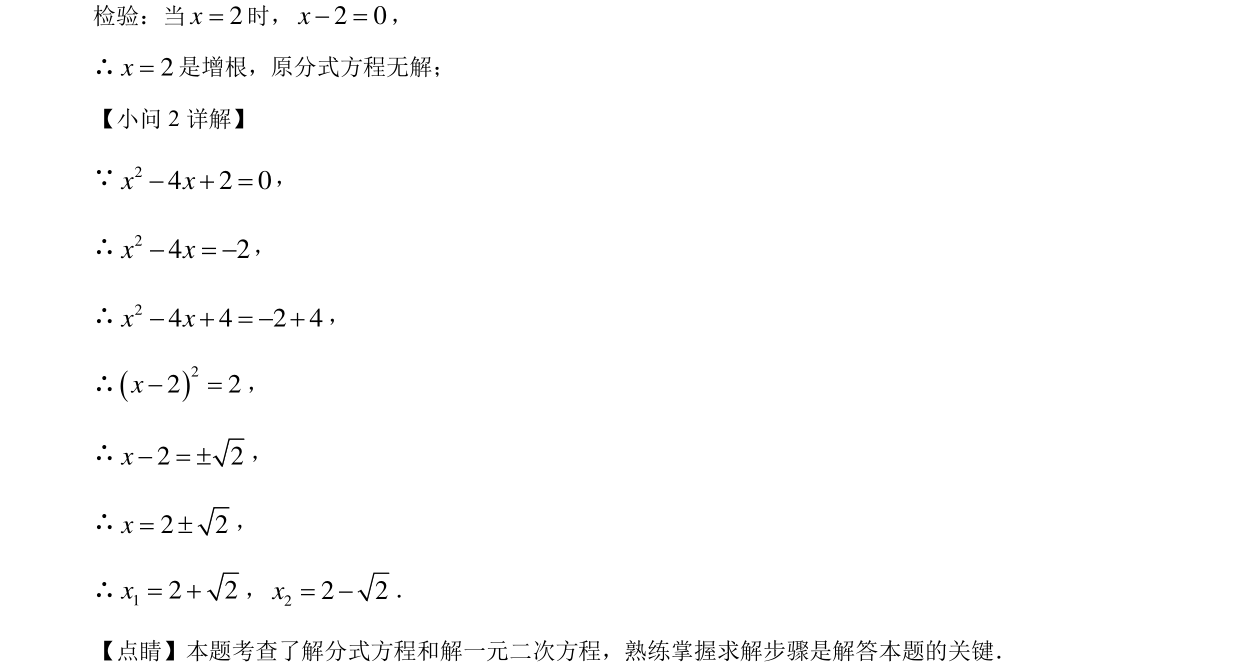 检验：当 x = 2 时， x − 2 = 0，
∴ x = 2 是增根，原分式方程无解；
【小问 2 详解】
∵ x² − 4x + 2 = 0，
∴ x² − 4x = −2，
∴ x² − 4x + 4 = −2 + 4，
∴ (x − 2)² = 2，
∴ x − 2 = ±√2，
∴ x = 2 ± √2，
∴ x₁ = 2 + √2， x₂ = 2 − √2．
【点睛】本题考查了解分式方程和解一元二次方程，熟练掌握求解步骤是解答本题的关键．